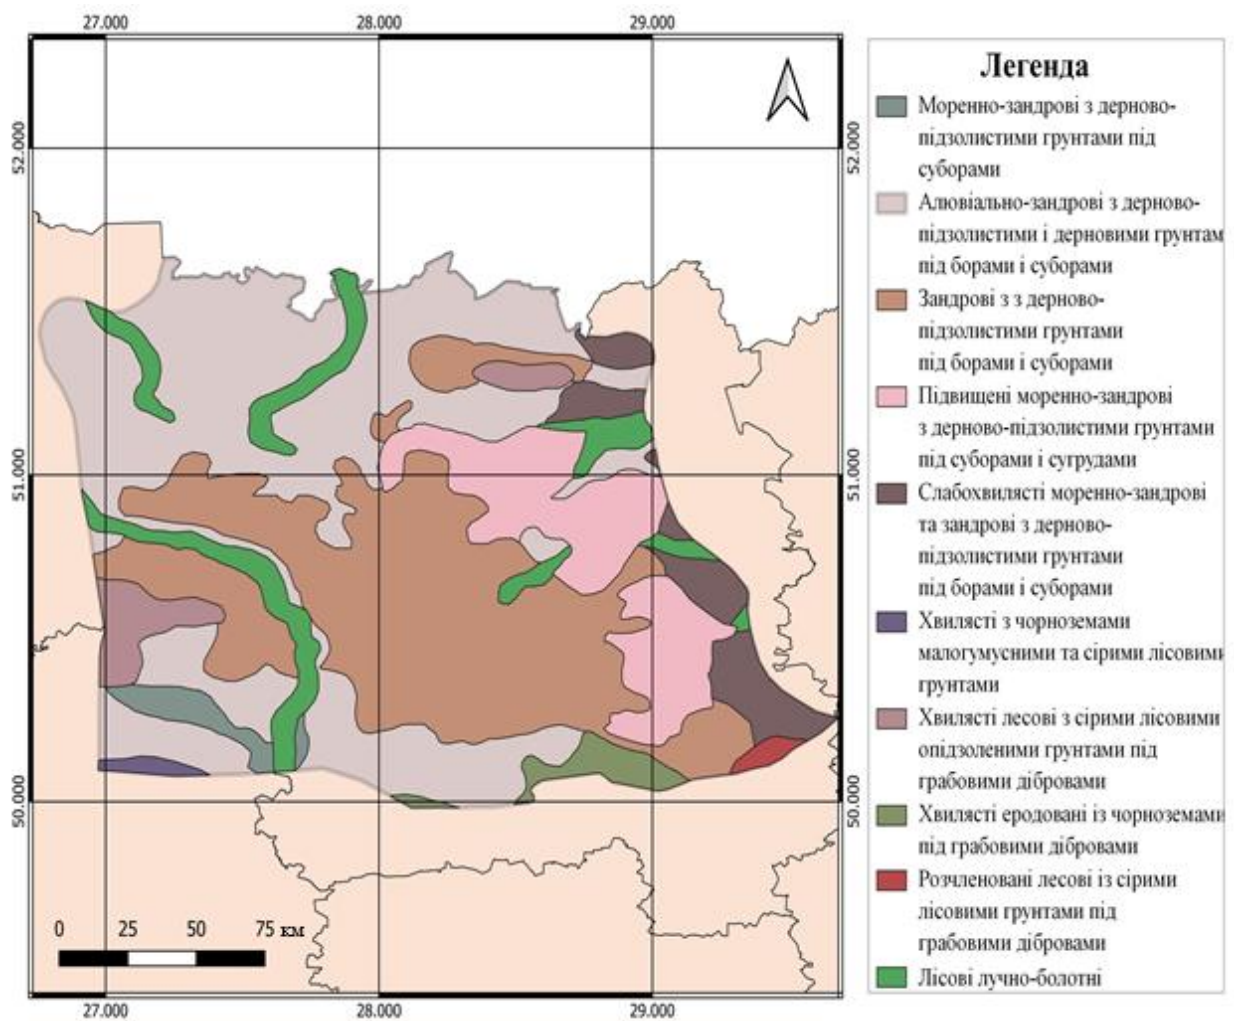 27.000 28.000 29.000
Легенда
Моренно-зандрові з дерново-
підзолистими грунтами під
суборами
Алювіально-зандрові з дерново-
підзолистими і дерновими грунтам
під борами і суборами
Зандрові з з дерново-
підзолистими грунтами
під борами і суборами
Підвищені моренно-зандрові
з дерново-підзолистими грунтами
під суборами і сугрудами
Слабохвилясті моренно-зандрові
та зандрові з дерново-
підзолистими грунтами
під борами і суборами
Хвилясті з чорноземами
малогумусними та сірими лісовими
грунтами
Хвилясті лесові з сірими лісовими
опідзоленими грунтами під
грабовими дібровами
Хвилясті еродовані із чорноземами
під грабовими дібровами
Розчленовані лесові із сірими
лісовими грунтами під
грабовими дібровами
Лісові лучно-болотні
52.000
52.000
51.000
51.000
50.000
50.000
0 25 50 75 км
27.000 28.000 29.000